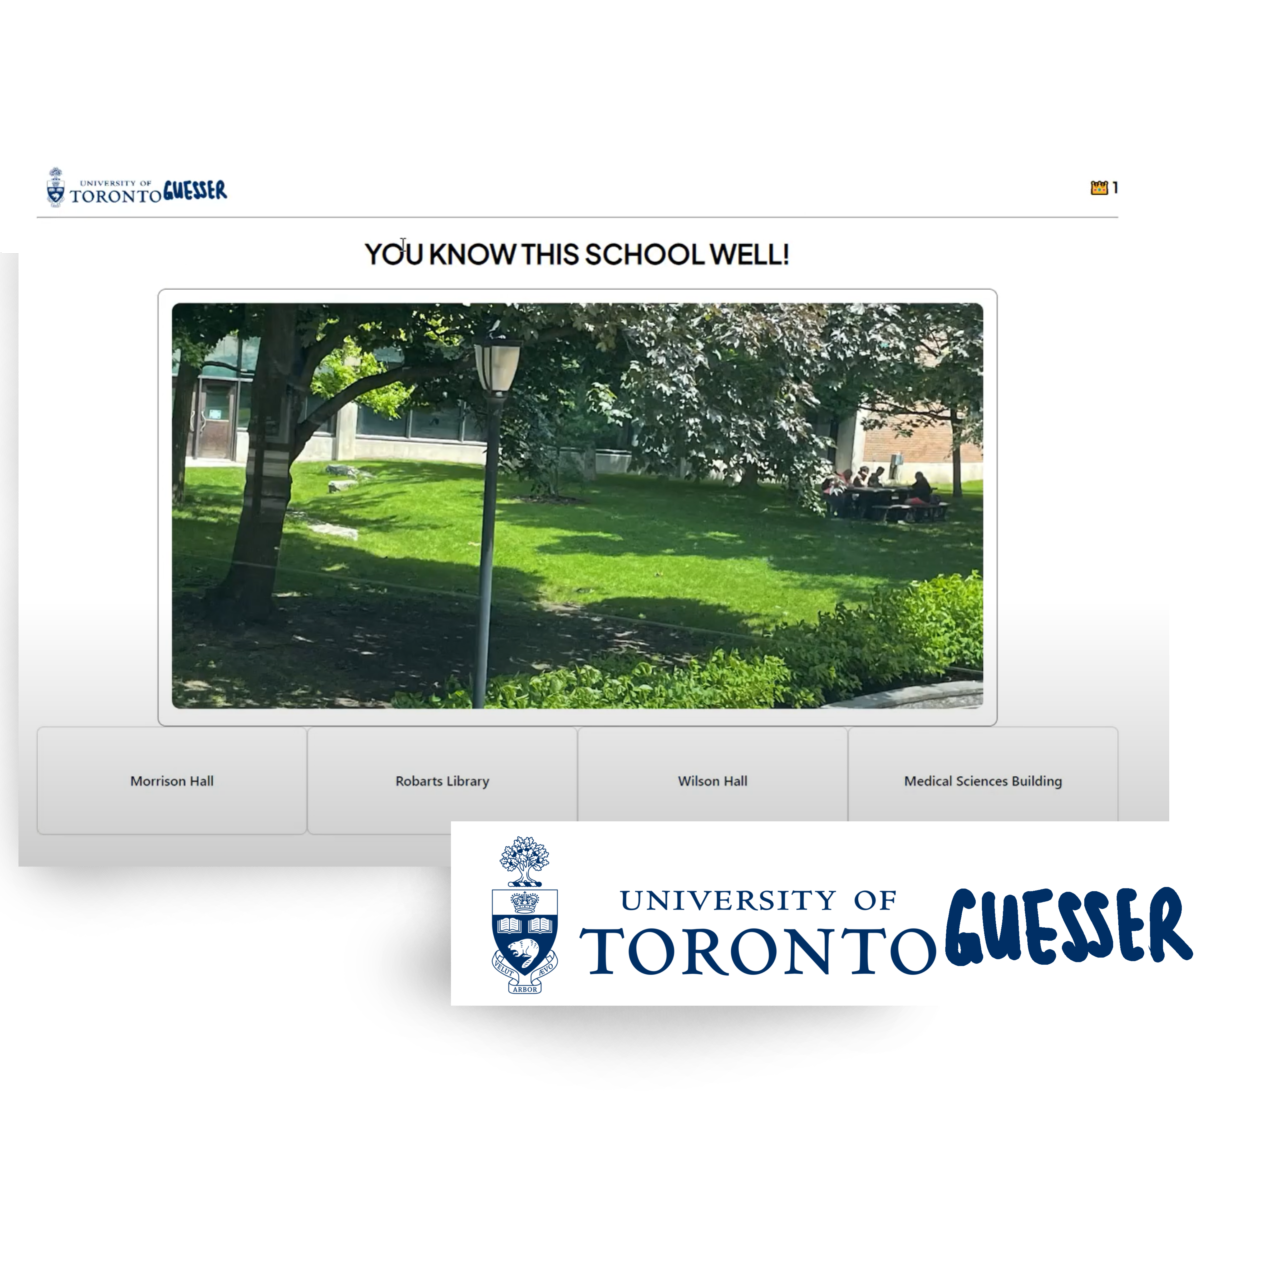 UNIVERSITY OF
TORONTO GUESSER
1
YOU KNOW THIS SCHOOL WELL!
Morrison Hall
Robarts Library
Wilson Hall
Medical Sciences Building
UNIVERSITY OF
TORONTO GUESSER
VELUT ARBOR ÆVO